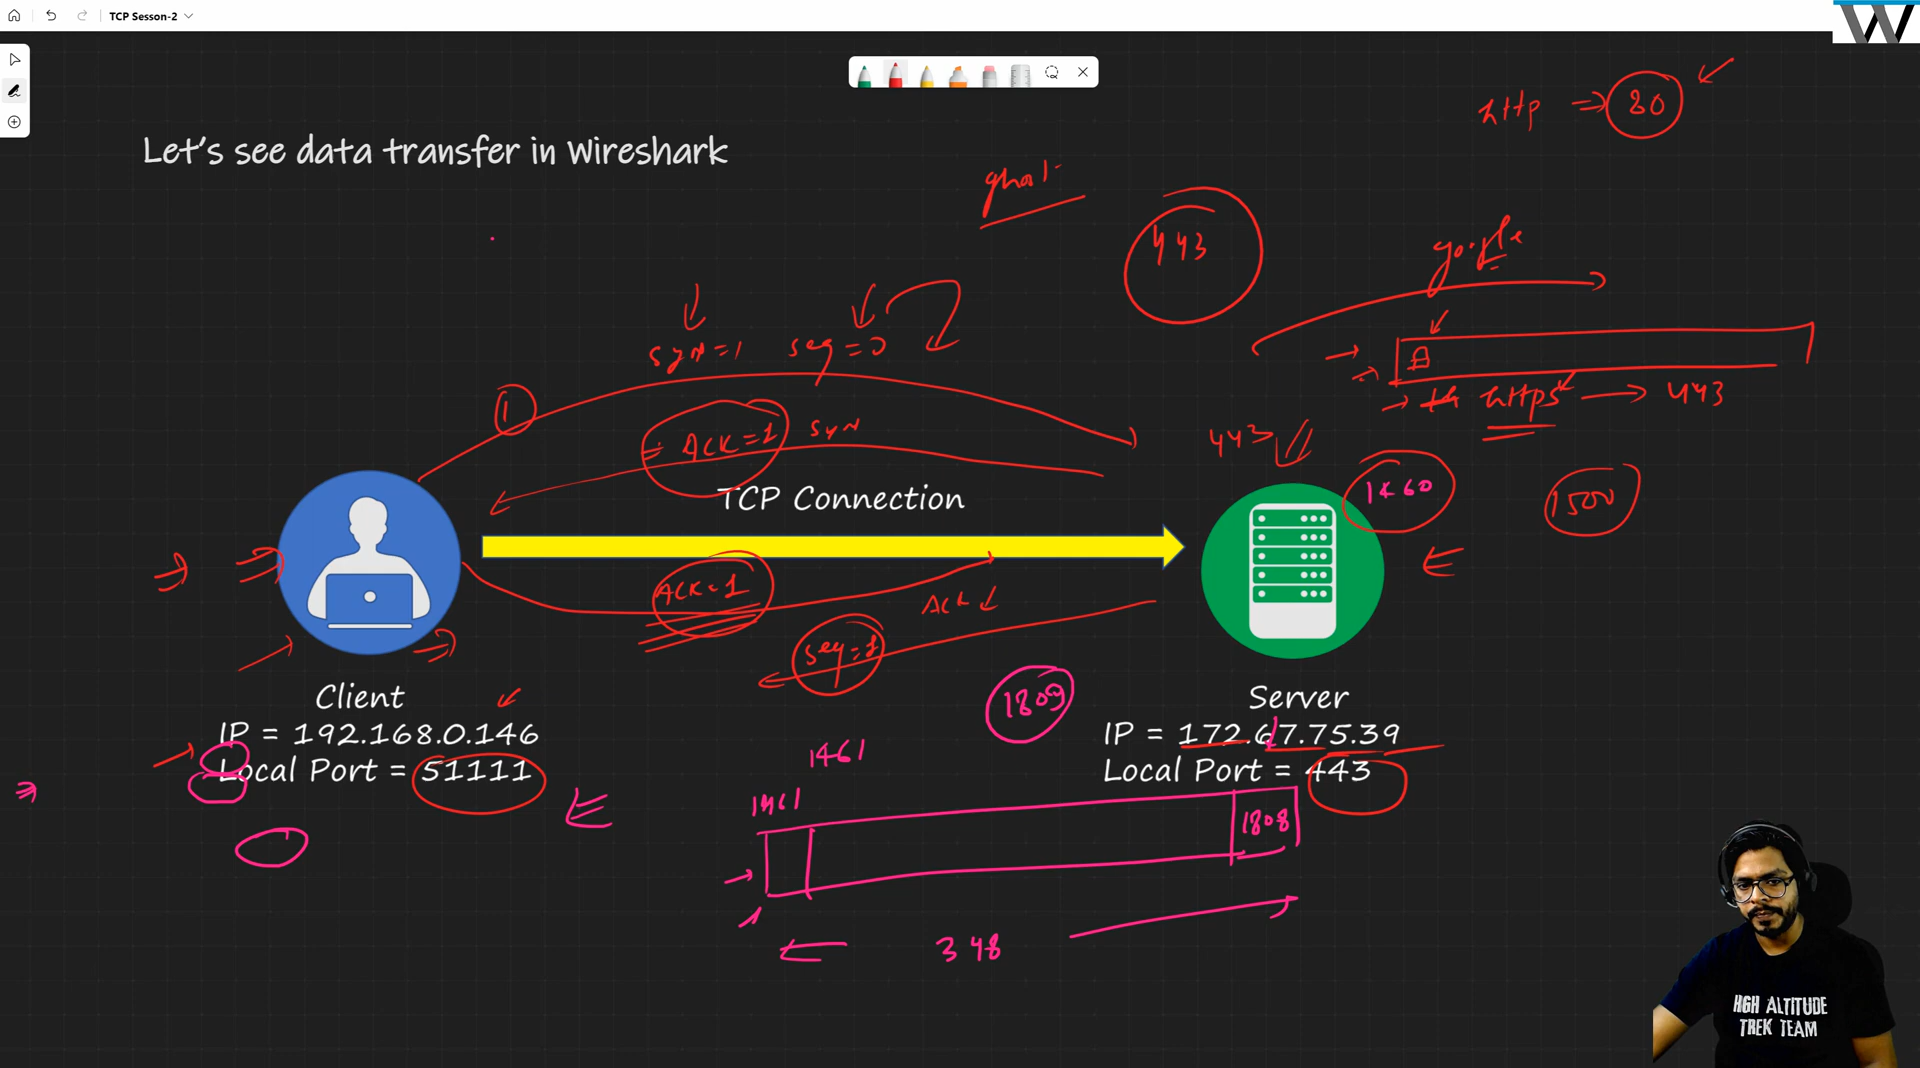 TCP Sesson-2
W
http => 80
Let's see data transfer in Wireshark
443
google
syn=1 seq=0
https → 443
1
= ACK=1 SYN
443
TCP Connection
1460
1500
ACK=1
ACK
seq=1
Client
IP = 192.168.0.146
Local Port = 51111
1809
Server
IP = 172.67.75.39
Local Port = 443
1461
1461
1808
1
348
HIGH ALTITUDE
TREK TEAM